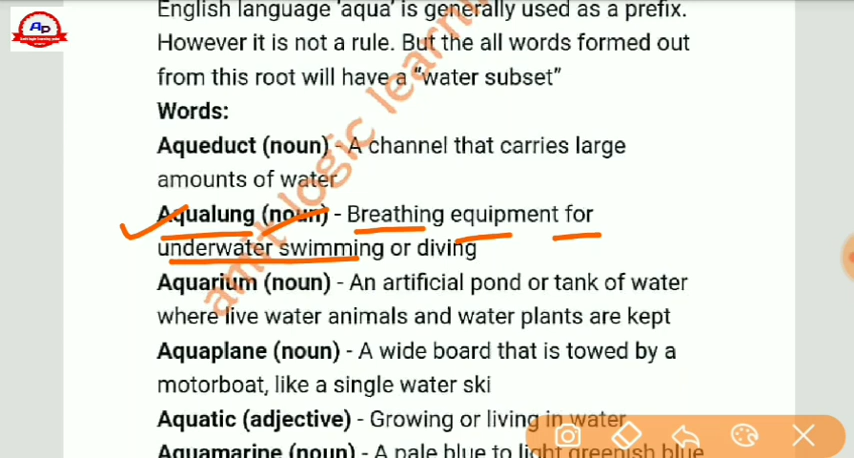 AP
English language 'aqua' is generally used as a prefix.
However it is not a rule. But the all words formed out
from this root will have a “water subset”
Words:
Aqueduct (noun) - A channel that carries large
amounts of water
Aqualung (noun) - Breathing equipment for
underwater swimming or diving
Aquarium (noun) - An artificial pond or tank of water
where live water animals and water plants are kept
Aquaplane (noun) - A wide board that is towed by a
motorboat, like a single water ski
Aquatic (adjective) - Growing or living in water
Aquamarine (noun) - A pale blue to light greenish blue
amit logic learni